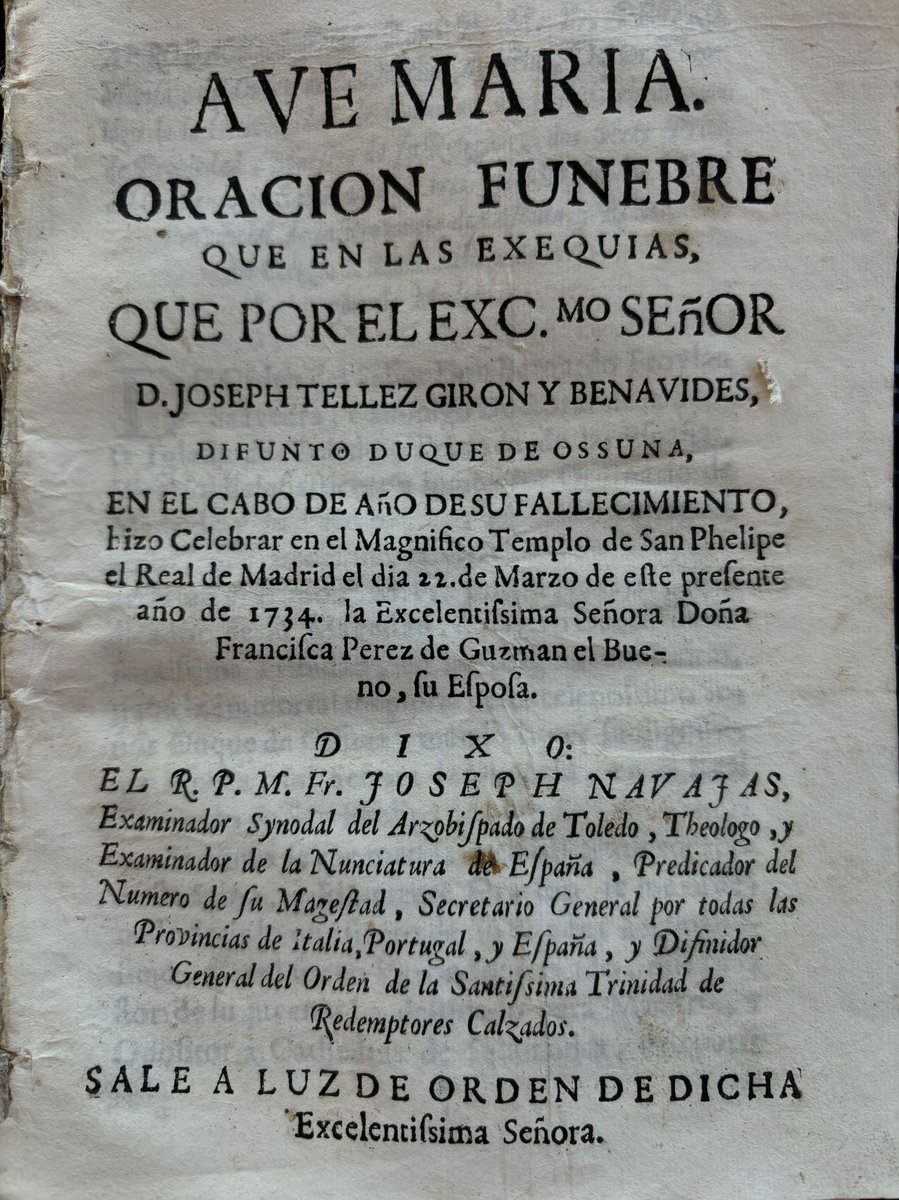 AVE MARIA.
ORACION FUNEBRE
QUE EN LAS EXEQUIAS,
QUE POR EL EXC.ᴹᴼ SEñOR
D. JOSEPH TELLEZ GIRON Y BENAVIDES,
DIFUNTO DUQUE DE OSSUNA,
EN EL CABO DE AñO DE SU FALLECIMIENTO,
hizo Celebrar en el Magnifico Templo de San Phelipe
el Real de Madrid el dia 22. de Marzo de eſte preſente
año de 1734. la Excelentiſsima Señora Doña
Franciſca Perez de Guzman el Bue-
no, ſu Eſpoſa.
DIXO:
EL R. P. M. Fr. JOSEPH NAVAJAS,
Examinador Synodal del Arzobiſpado de Toledo, Theologo, y
Examinador de la Nunciatura de Eſpaña, Predicador del
Numero de ſu Mageſtad, Secretario General por todas las
Provincias de Italia, Portugal, y Eſpaña, y Difinidor
General del Orden de la Santiſsima Trinidad de
Redemptores Calzados.
SALE A LUZ DE ORDEN DE DICHA
Excelentiſsima Señora.